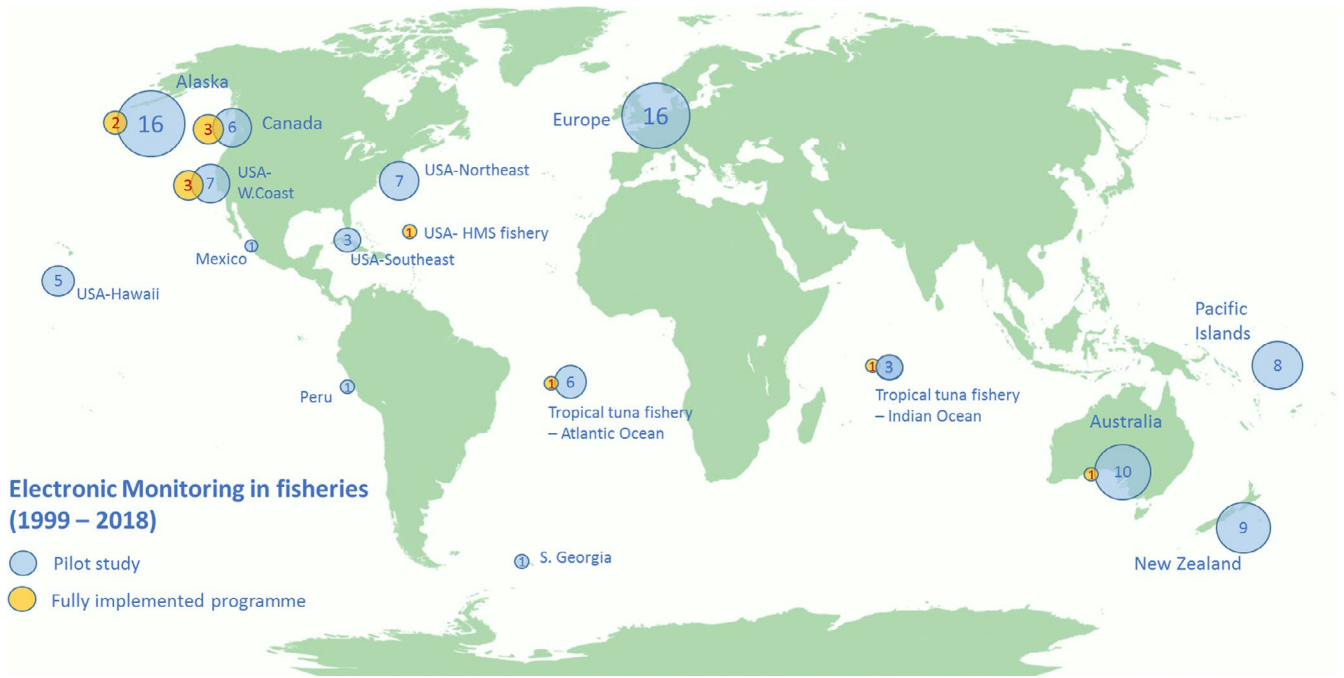 Alaska
2
16
3
6
Canada
Europe
16
3
7
USA-
W.Coast
7
USA-Northeast
1
USA- HMS fishery
3
USA-Southeast
Mexico
1
5
USA-Hawaii
Pacific
Islands
8
Peru
1
1
6
Tropical tuna fishery
– Atlantic Ocean
1
3
Tropical tuna fishery
– Indian Ocean
Australia
1
10
9
New Zealand
Electronic Monitoring in fisheries
(1999 – 2018)
Pilot study
Fully implemented programme
1
S. Georgia